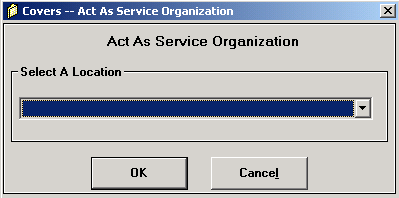 Covers -- Act As Service Organization
Act As Service Organization
Select A Location
OK
Cancel